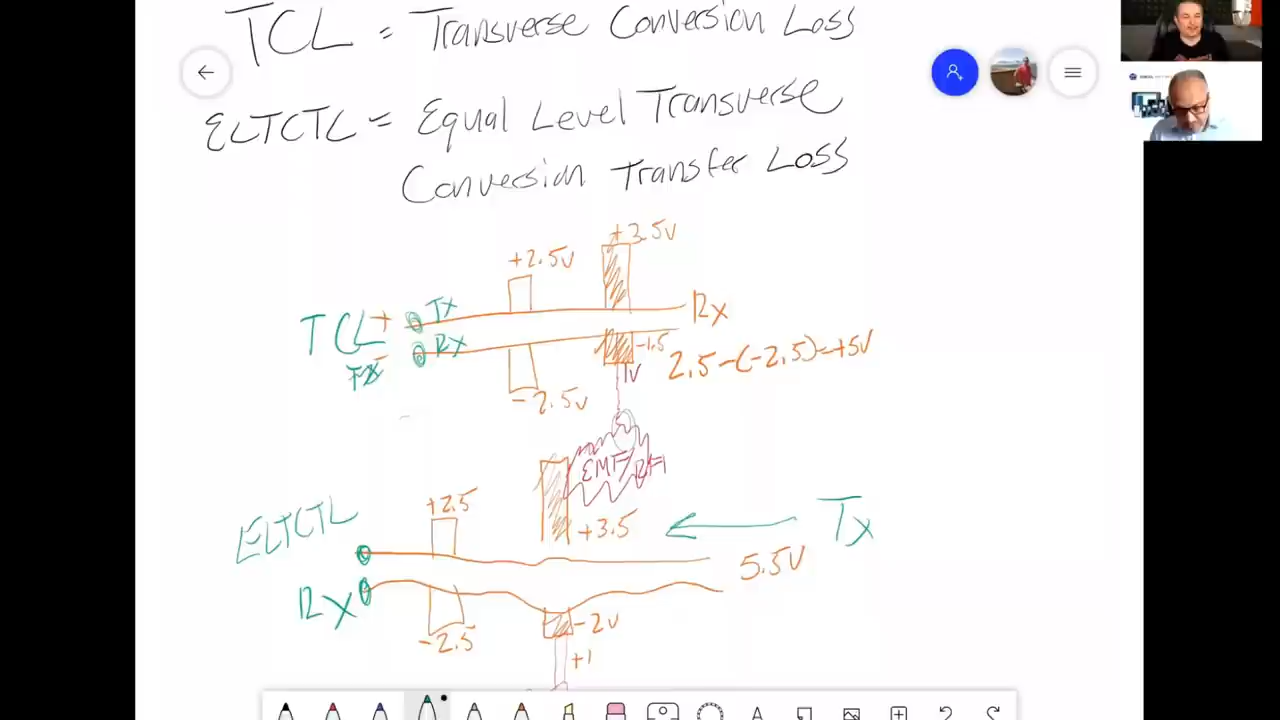 TCL = Transverse Conversion Loss
ELTCTL = Equal Level Transverse
Conversion Transfer Loss
+3.5v
+2.5v
TCL + Tx Rx
- Rx -1.5
1v 2.5-(-2.5)=+5v
-2.5v
EMF/RFI
+2.5
ELTCTL +3.5 Tx
5.5v
Rx
-2v
-2.5
+1